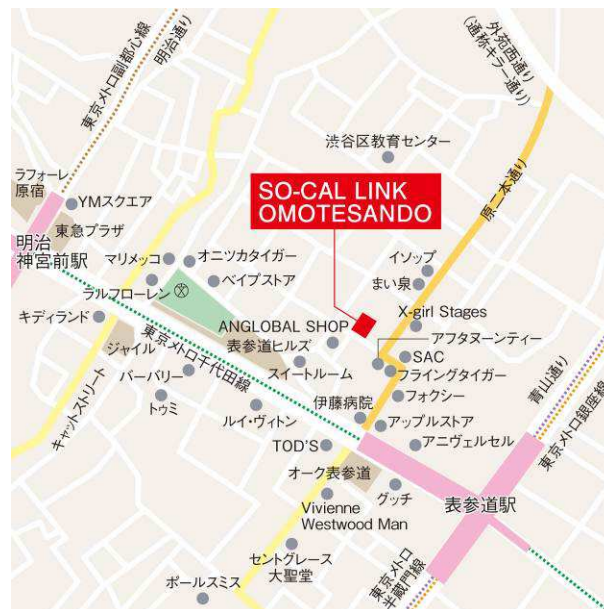 東京メトロ副都心線
明治通り
外苑西通り
(通称キラー通り)
渋谷区教育センター
原二本通り
SO-CAL LINK
OMOTESANDO
ラフォーレ
原宿
YMスクエア
東急プラザ
明治
神宮前駅
マリメッコ
オニツカタイガー
ベイプストア
ラルフローレン
キディランド
イソップ
まい泉
X-girl Stages
アフタヌーンティー
ANGLOBAL SHOP
表参道ヒルズ
スイートルーム
SAC
フライングタイガー
フォクシー
ジャイル
バーバリー
トゥミ
東京メトロ千代田線
キャットストリート
ルイ・ヴィトン
伊藤病院
アップルストア
アニヴェルセル
青山通り
東京メトロ銀座線
TOD'S
オーク表参道
グッチ
表参道駅
Vivienne
Westwood Man
セントグレース
大聖堂
ポールスミス
東京メトロ
半蔵門線